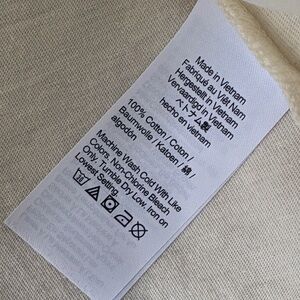 Made in Vietnam
Fabriqué au Việt Nam
Hergestellt in Vietnam
Vervaardigd in Vietnam
ベトナム製
hecho en vietnam
100% Cotton / Coton /
Baumwolle / Katoen / 綿
algodón
Machine Wash Cold With Like
Colors. Non-Chlorine Bleach
Only. Tumble Dry Low. Iron on
Lowest Setting.